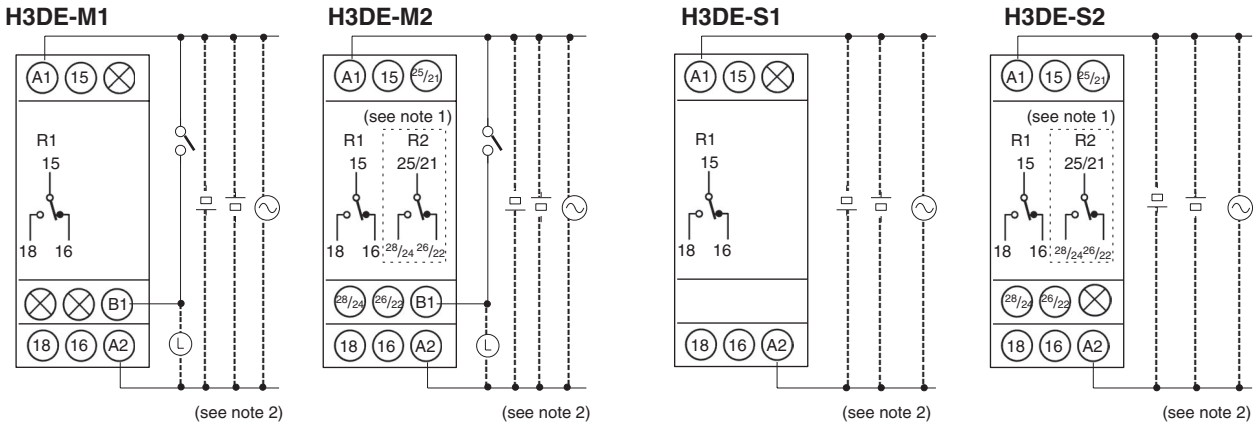 H3DE-M1
A1 15
R1
15
18 16
B1
18 16 A2
L
(see note 2)
H3DE-M2
A1 15 25/21
(see note 1)
R1 R2
15 25/21
18 16 28/24 26/22
28/24 26/22 B1
18 16 A2
L
(see note 2)
H3DE-S1
A1 15
R1
15
18 16
18 16 A2
(see note 2)
H3DE-S2
A1 15 25/21
(see note 1)
R1 R2
15 25/21
18 16 28/24 26/22
28/24 26/22
18 16 A2
(see note 2)